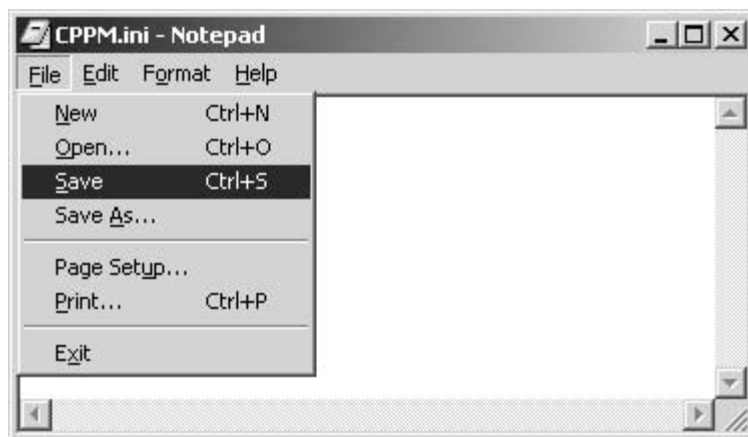 CPPM.ini - Notepad
File Edit Format Help
New Ctrl+N
Open... Ctrl+O
Save Ctrl+S
Save As...
Page Setup...
Print... Ctrl+P
Exit